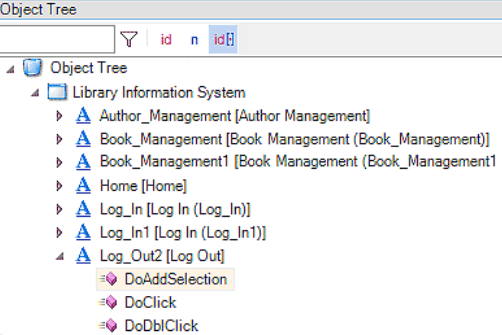 Object Tree
id n id[-]
Object Tree
Library Information System
Author_Management [Author Management]
Book_Management [Book Management (Book_Management)]
Book_Management1 [Book Management (Book_Management1
Home [Home]
Log_In [Log In (Log_In)]
Log_In1 [Log In (Log_In1)]
Log_Out2 [Log Out]
DoAddSelection
DoClick
DoDblClick